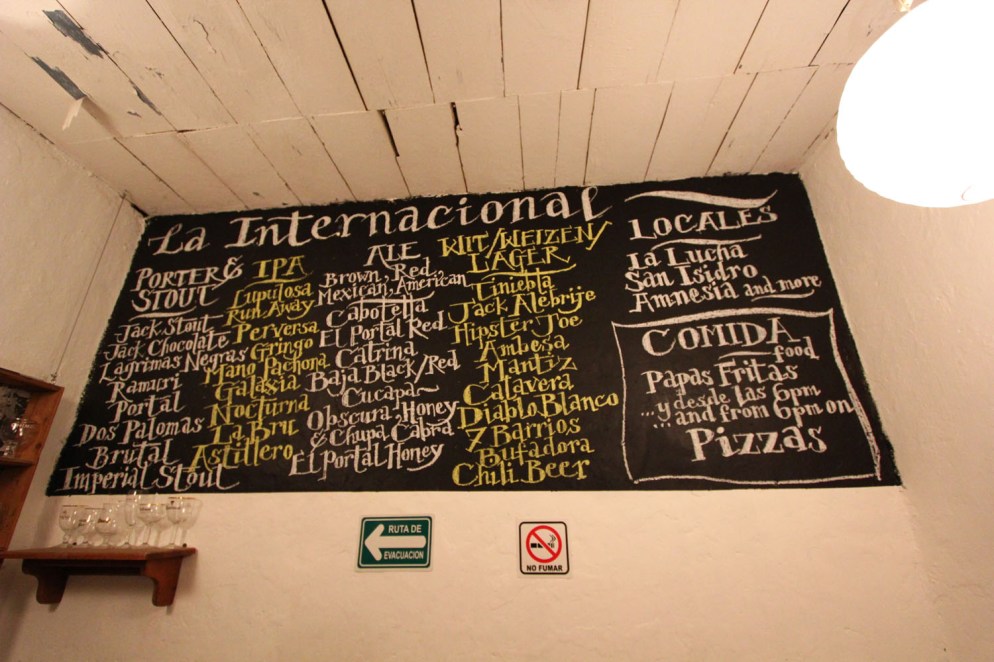 La Internacional
PORTER &
STOUT
Jack Stout
Jack Chocolate
Lagrimas Negras
Ramuri
Portal
Dos Palomas
Brutal
Imperial Stout
IPA
Lupulosa
Run Away
Perversa
Gringo
Mano Pachona
Galaxia
Nocturna
La Bru
Astillero
ALE
Brown, Red,
Mexican, American
Cabotella
El Portal Red
Catrina
Baja Black/Red
Cucapar
Obscura, Honey
& Chupa Cabra
El Portal Honey
WIT/WEIZEN/
LAGER
Tiniebla
Jack Alebrije
Hipster Joe
Ambesa
Mantiz
Calavera
Diablo Blanco
7 Barrios
Bufadora
Chili Beer
LOCALES
La Lucha
San Isidro
Amnesia and more
COMIDA
food
Papas Fritas
...y desde las 6pm
...and from 6pm on
Pizzas
RUTA DE
EVACUACION
NO FUMAR